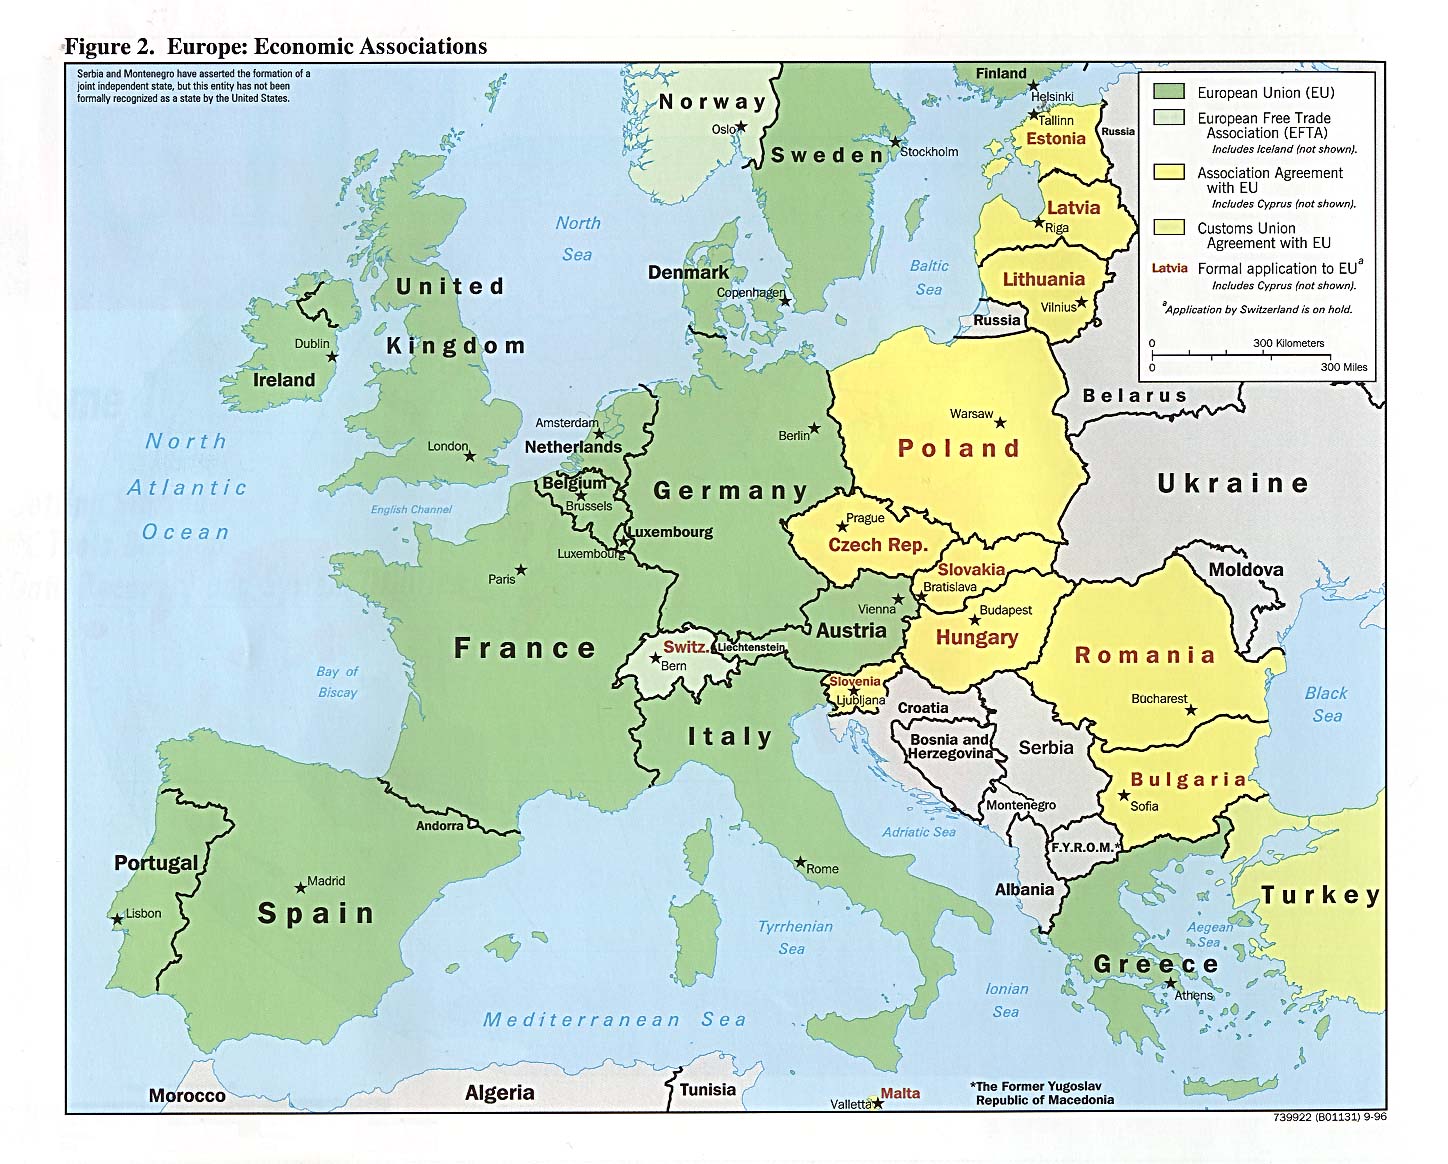 Figure 2. Europe: Economic Associations
Serbia and Montenegro have asserted the formation of a
joint independent state, but this entity has not been
formally recognized as a state by the United States.
European Union (EU)
European Free Trade
Association (EFTA)
Includes Iceland (not shown).
Association Agreement
with EU
Includes Cyprus (not shown).
Customs Union
Agreement with EU
Latvia Formal application to EUa
Includes Cyprus (not shown).
aApplication by Switzerland is on hold.
0 300 Kilometers
0 300 Miles
Finland
Helsinki
Norway
Oslo
Sweden
Stockholm
Tallinn
Estonia
Russia
Latvia
Riga
North
Sea
Baltic
Sea
Denmark
Copenhagen
Lithuania
Vilnius
Russia
United
Kingdom
Dublin
Ireland
London
Amsterdam
Netherlands
Berlin
Warsaw
Poland
Belarus
Ukraine
North
Atlantic
Ocean
English Channel
Belgium
Brussels
Germany
Luxembourg
Luxembourg
Prague
Czech Rep.
Slovakia
Bratislava
Moldova
Paris
France
Vienna
Austria
Budapest
Hungary
Switz.
Bern
Liechtenstein
Romania
Bucharest
Bay of
Biscay
Slovenia
Ljubljana
Croatia
Bosnia and
Herzegovina
Serbia
Black
Sea
Italy
Bulgaria
Sofia
Montenegro
Andorra
Adriatic Sea
F.Y.R.O.M.*
Portugal
Lisbon
Madrid
Spain
Rome
Albania
Turkey
Tyrrhenian
Sea
Aegean
Sea
Greece
Athens
Ionian
Sea
Mediterranean Sea
Morocco
Algeria
Tunisia
Malta
Valletta
*The Former Yugoslav
Republic of Macedonia
739922 (B01131) 9-96